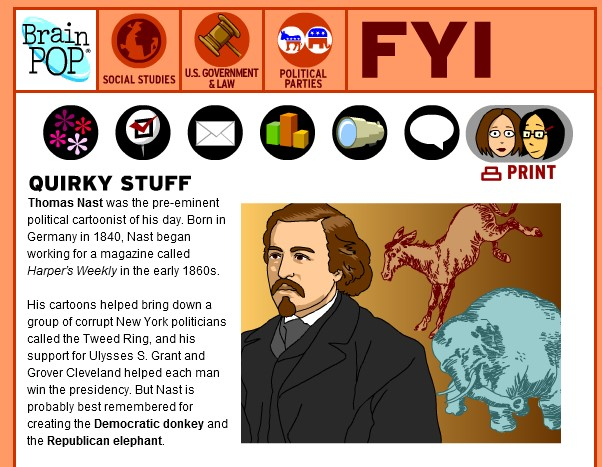 Brain
POP®
SOCIAL STUDIES
U.S. GOVERNMENT
& LAW
POLITICAL
PARTIES
FYI
PRINT
QUIRKY STUFF
Thomas Nast was the pre-eminent
political cartoonist of his day. Born in
Germany in 1840, Nast began
working for a magazine called
Harper's Weekly in the early 1860s.
His cartoons helped bring down a
group of corrupt New York politicians
called the Tweed Ring, and his
support for Ulysses S. Grant and
Grover Cleveland helped each man
win the presidency. But Nast is
probably best remembered for
creating the Democratic donkey and
the Republican elephant.